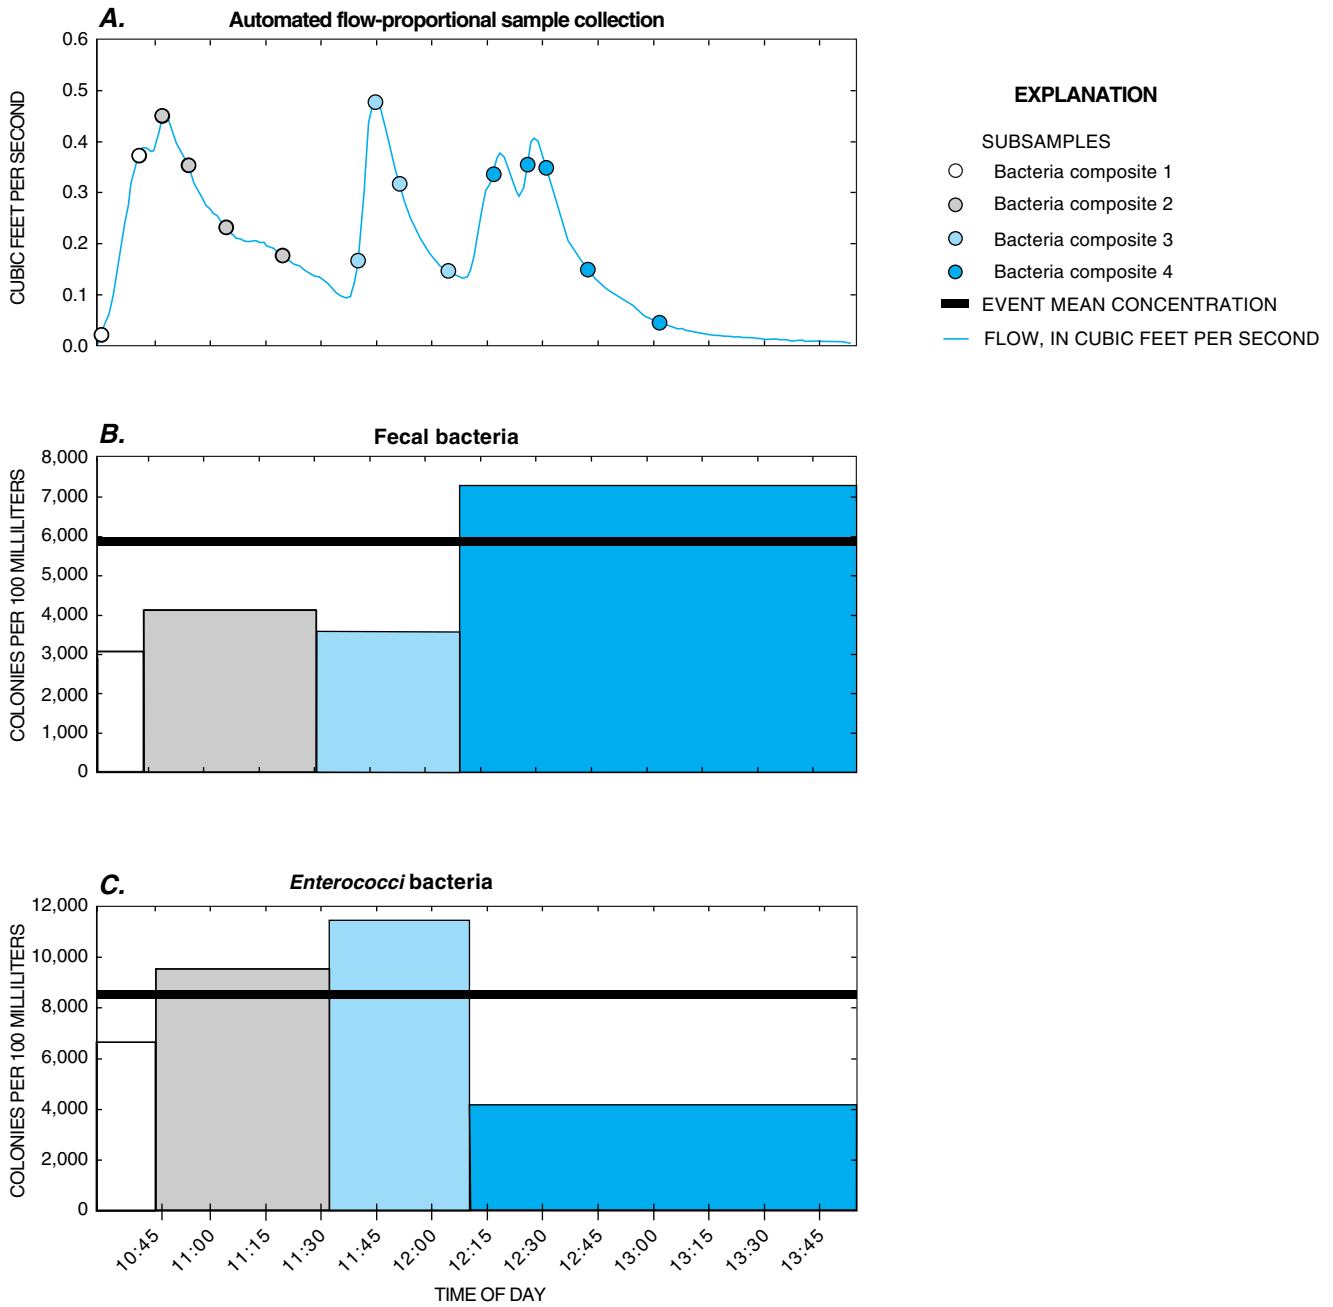 A.
Automated flow-proportional sample collection
CUBIC FEET PER SECOND
0.6
0.5
0.4
0.3
0.2
0.1
0.0
EXPLANATION
SUBSAMPLES
Bacteria composite 1
Bacteria composite 2
Bacteria composite 3
Bacteria composite 4
EVENT MEAN CONCENTRATION
FLOW, IN CUBIC FEET PER SECOND
B.
Fecal bacteria
COLONIES PER 100 MILLILITERS
8,000
7,000
6,000
5,000
4,000
3,000
2,000
1,000
0
C.
Enterococci bacteria
COLONIES PER 100 MILLILITERS
12,000
10,000
8,000
6,000
4,000
2,000
0
10:45
11:00
11:15
11:30
11:45
12:00
12:15
12:30
12:45
13:00
13:15
13:30
13:45
TIME OF DAY